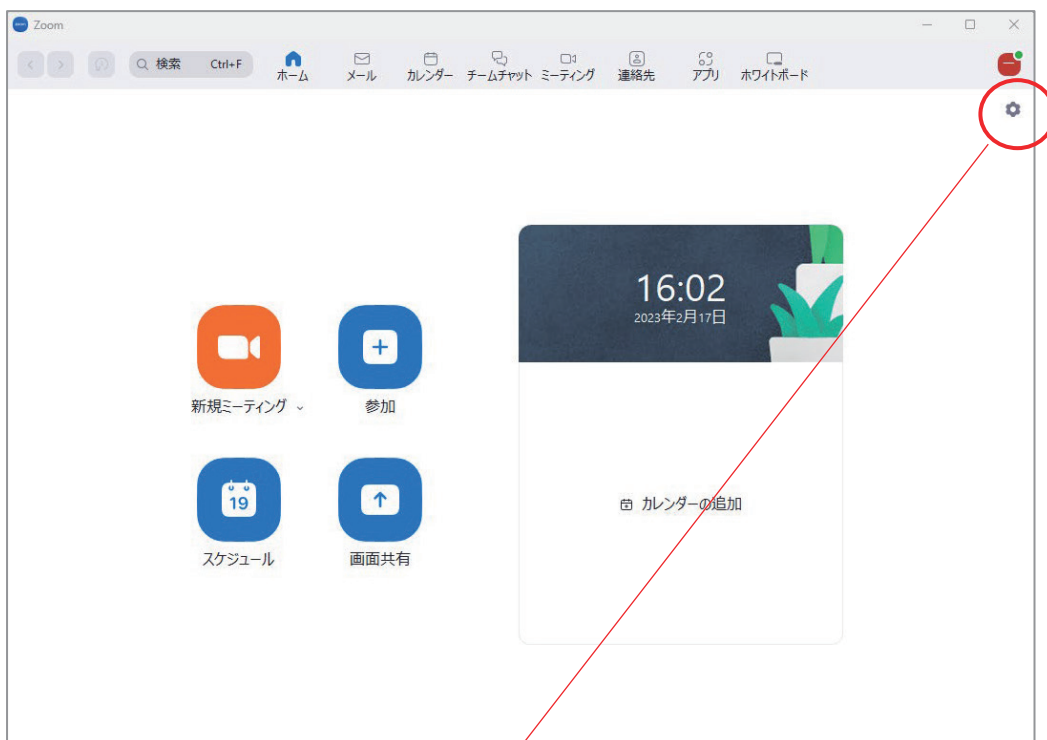 Zoom
検索 Ctrl+F
ホーム
メール
カレンダー
チームチャット
ミーティング
連絡先
アプリ
ホワイトボード
16:02
2023年2月17日
新規ミーティング
参加
19
スケジュール
画面共有
カレンダーの追加